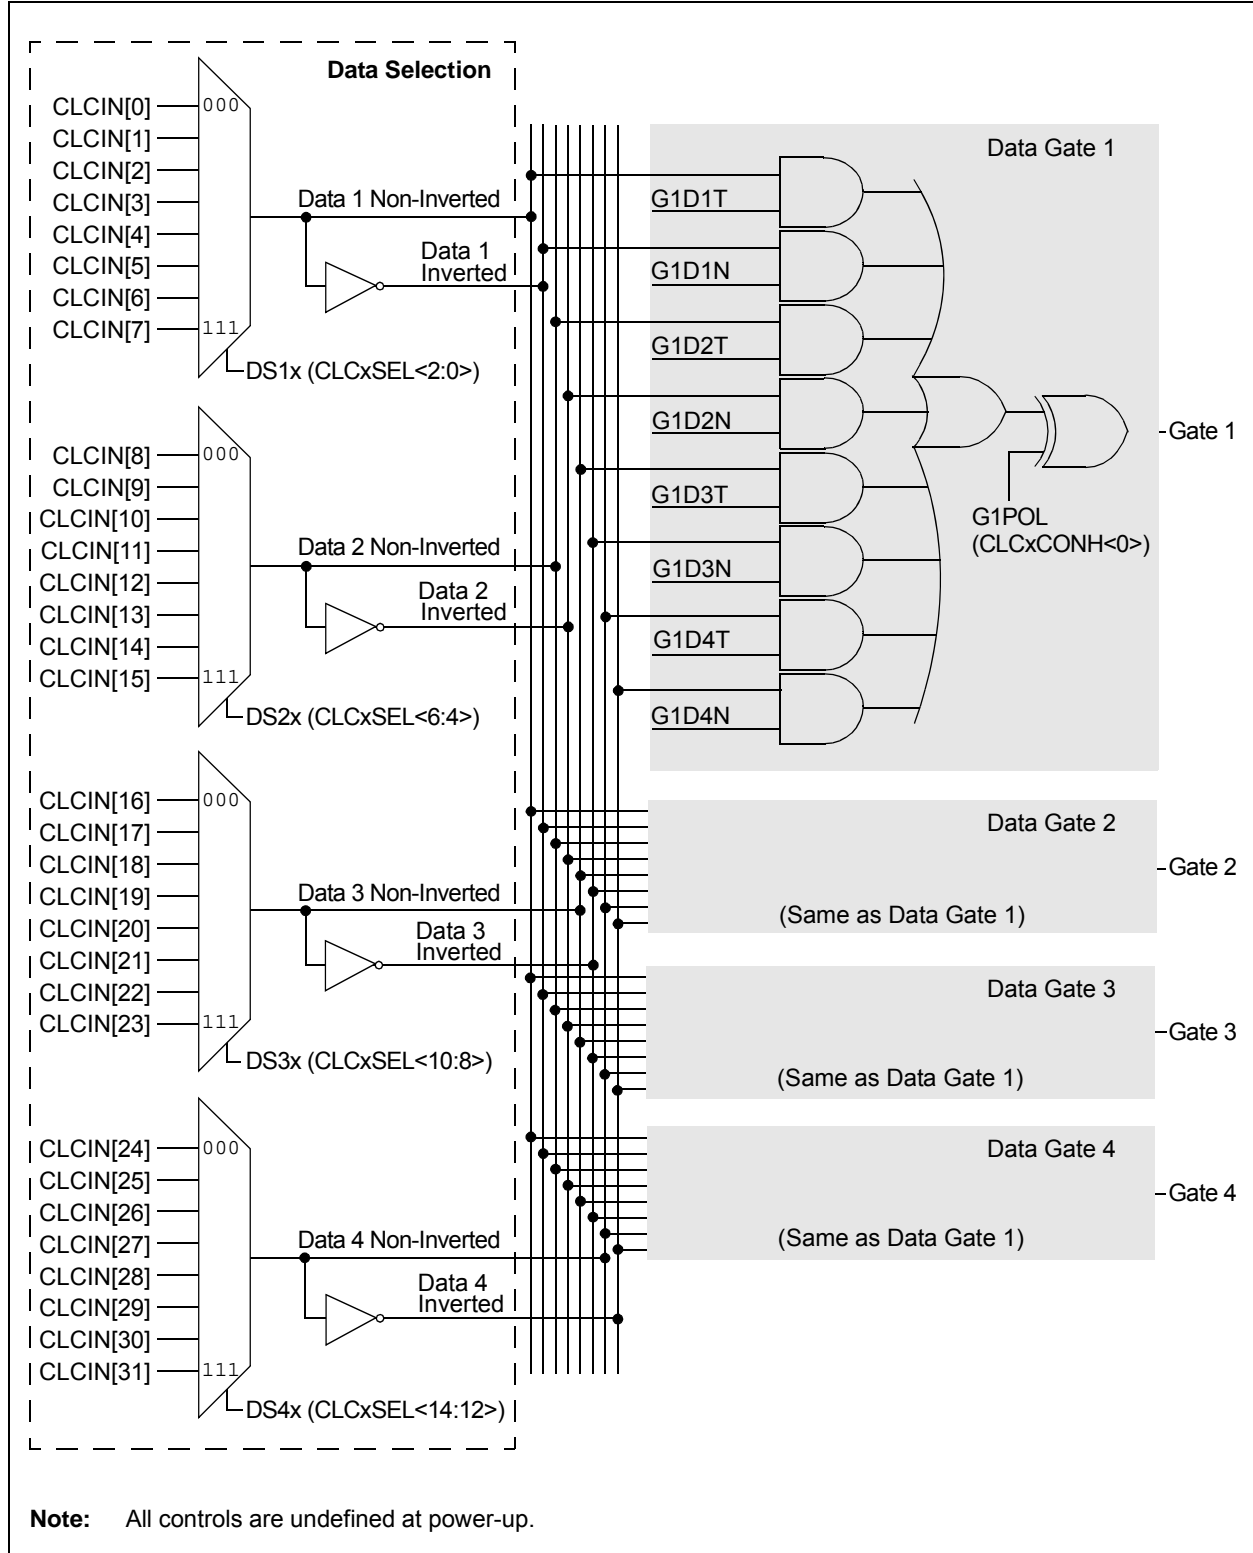 Data Selection
CLCIN[0]
CLCIN[1]
CLCIN[2]
CLCIN[3]
CLCIN[4]
CLCIN[5]
CLCIN[6]
CLCIN[7]
000
111
Data 1 Non-Inverted
Data 1
Inverted
DS1x (CLCxSEL<2:0>)
CLCIN[8]
CLCIN[9]
CLCIN[10]
CLCIN[11]
CLCIN[12]
CLCIN[13]
CLCIN[14]
CLCIN[15]
000
111
Data 2 Non-Inverted
Data 2
Inverted
DS2x (CLCxSEL<6:4>)
CLCIN[16]
CLCIN[17]
CLCIN[18]
CLCIN[19]
CLCIN[20]
CLCIN[21]
CLCIN[22]
CLCIN[23]
000
111
Data 3 Non-Inverted
Data 3
Inverted
DS3x (CLCxSEL<10:8>)
CLCIN[24]
CLCIN[25]
CLCIN[26]
CLCIN[27]
CLCIN[28]
CLCIN[29]
CLCIN[30]
CLCIN[31]
000
111
Data 4 Non-Inverted
Data 4
Inverted
DS4x (CLCxSEL<14:12>)
Data Gate 1
G1D1T
G1D1N
G1D2T
G1D2N
G1D3T
G1D3N
G1D4T
G1D4N
G1POL
(CLCxCONH<0>)
Gate 1
Data Gate 2
(Same as Data Gate 1)
Gate 2
Data Gate 3
(Same as Data Gate 1)
Gate 3
Data Gate 4
(Same as Data Gate 1)
Gate 4
Note: All controls are undefined at power-up.